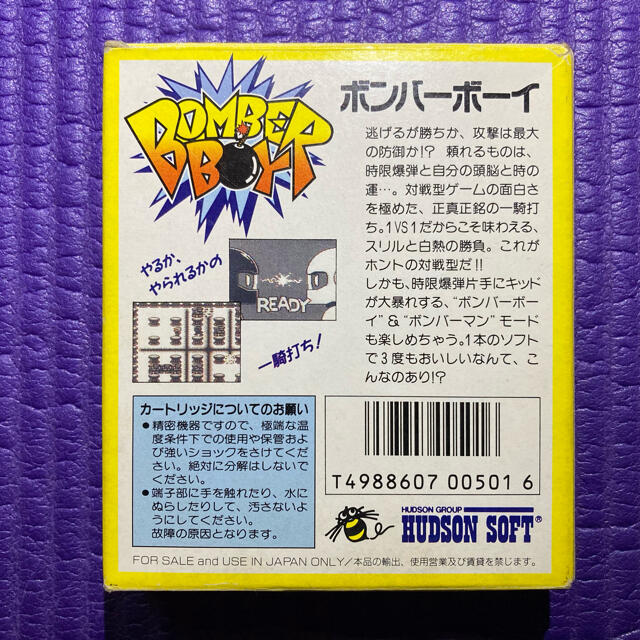 BOMBER
BOY
ボンバーボーイ
逃げるが勝ちか、攻撃は最大
の防御か!? 頼れるものは、
時限爆弾と自分の頭脳と時の
運…。対戦型ゲームの面白さ
を極めた、正真正銘の一騎打
ち。1VS1だからこそ味わえる、
スリルと白熱の勝負。これが
ホントの対戦型だ!!
しかも、時限爆弾片手にキッド
が大暴れする、“ボンバーボー
イ”&“ボンバーマン”モード
も楽しめちゃう。1本のソフト
で3度もおいしいなんて、こ
んなのあり!?
やるか、
やられるかの
READY
一騎打ち!
カートリッジについてのお願い
●精密機器ですので、極端な温
度条件下での使用や保管およ
び強いショックをさけてくだ
さい。絶対に分解はしないで
ください。
●端子部に手を触れたり、水に
ぬらしたりして、汚さないよ
うにしてください。
故障の原因となります。
T4988607 00501 6
HUDSON GROUP
HUDSON SOFT®
FOR SALE and USE IN JAPAN ONLY/本品の輸出、使用営業及び賃貸を禁じます。